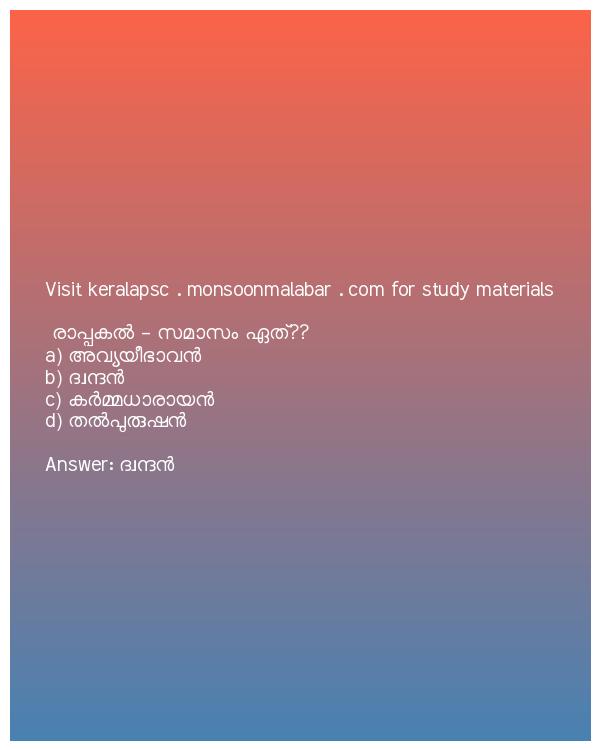 Visit keralapsc . monsoonmalabar . com for study materials
രാപ്പകൽ – സമാസം ഏത്??
a) അവ്യയീഭാവൻ
b) ദ്വന്ദൻ
c) കർമ്മധാരായൻ
d) തൽപുരുഷൻ
Answer: ദ്വന്ദൻ